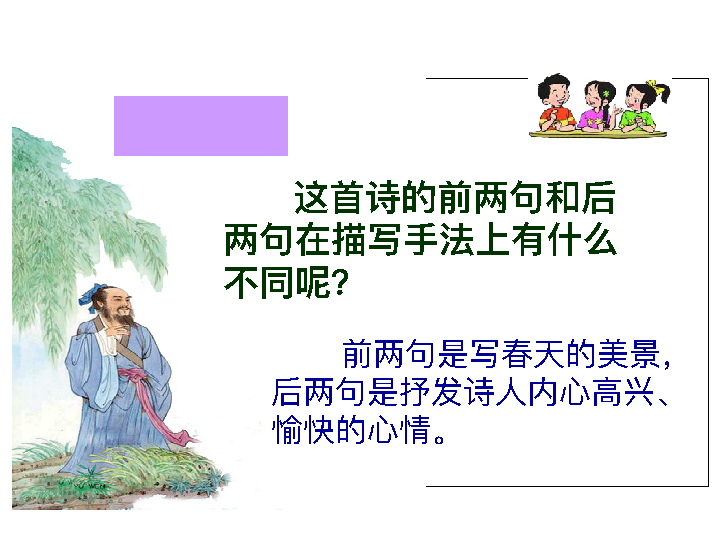 这首诗的前两句和后
两句在描写手法上有什么
不同呢？
前两句是写春天的美景，
后两句是抒发诗人内心高兴、
愉快的心情。